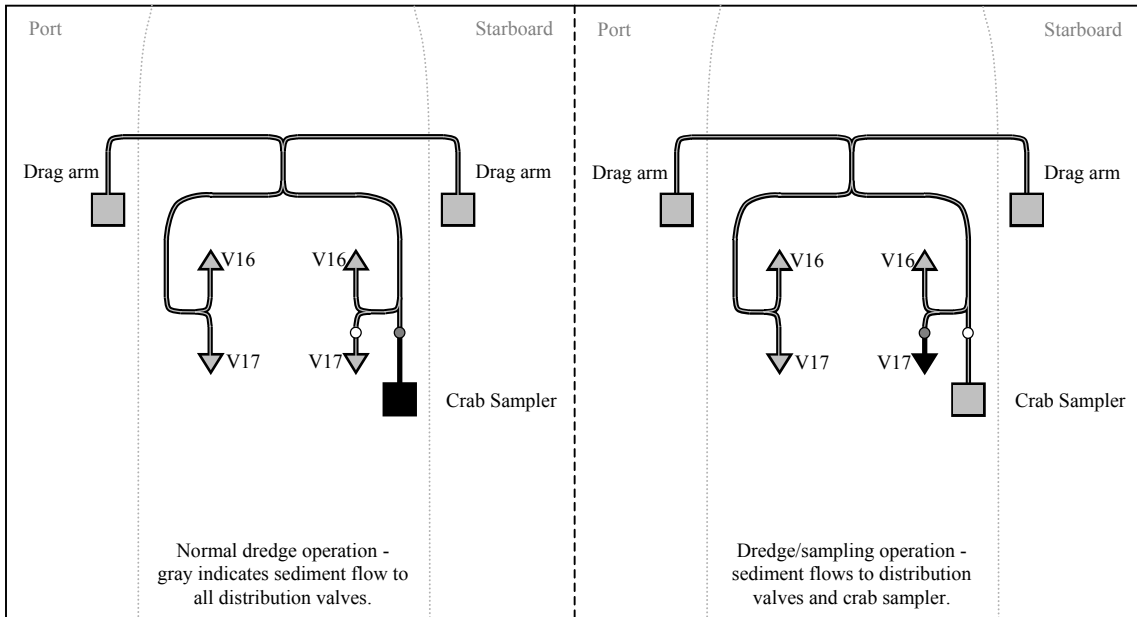 Port
Starboard
Drag arm
Drag arm
V16
V16
V17
V17
Crab Sampler
Normal dredge operation -
gray indicates sediment flow to
all distribution valves.
Port
Starboard
Drag arm
Drag arm
V16
V16
V17
V17
Crab Sampler
Dredge/sampling operation -
sediment flows to distribution
valves and crab sampler.